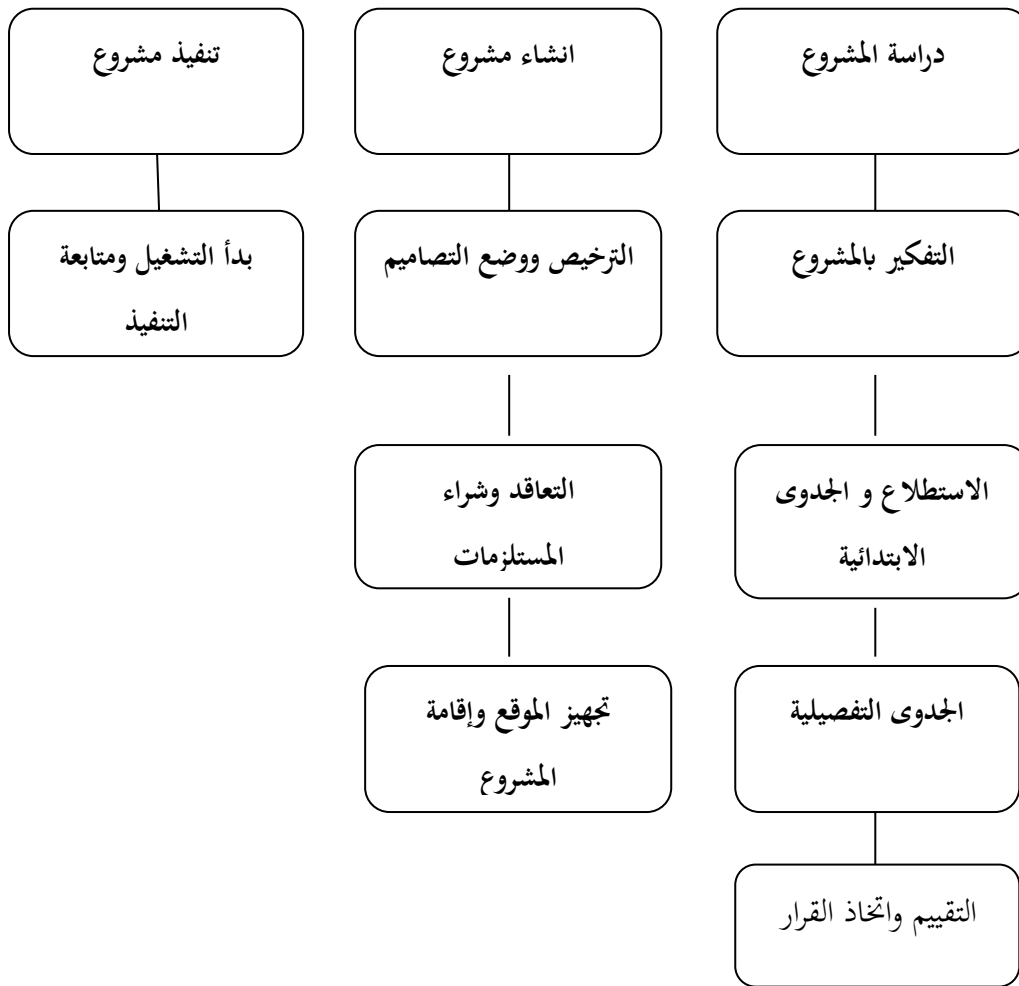 دراسة المشروع
انشاء مشروع
تنفيذ مشروع
التفكير بالمشروع
الترخيص ووضع التصاميم
بدأ التشغيل ومتابعة
التنفيذ
الاستطلاع و الجدوى
الابتدائية
التعاقد وشراء
المستلزمات
الجدوى التفصيلية
تجهيز الموقع وإقامة
المشروع
التقييم واتخاذ القرار